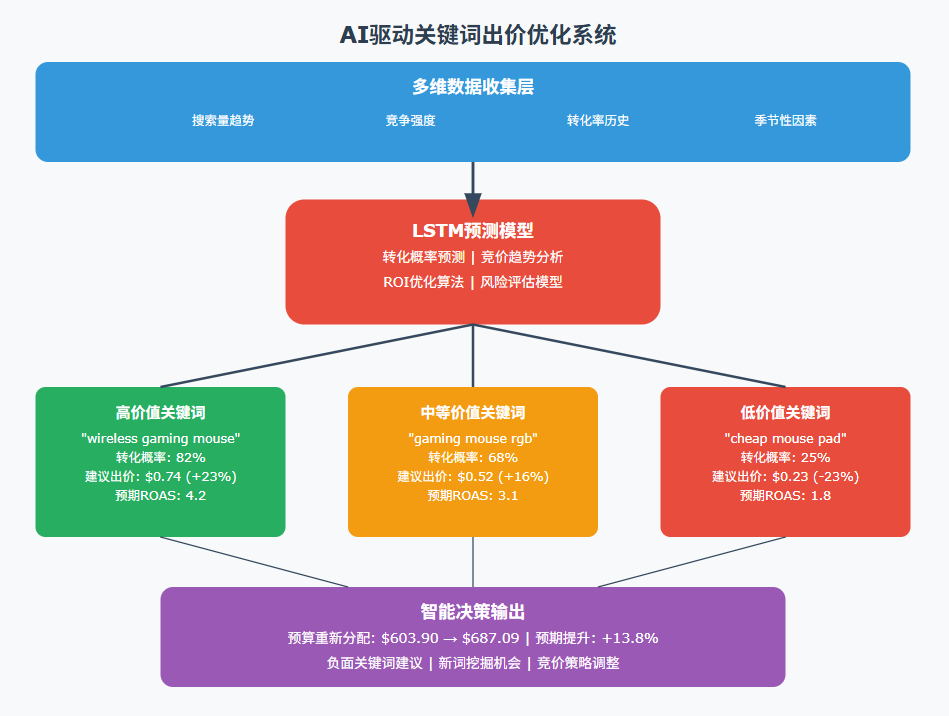 AI驱动关键词出价优化系统
多维数据收集层
搜索量趋势 竞争强度 转化率历史 季节性因素
LSTM预测模型
转化概率预测 | 竞价趋势分析
ROI优化算法 | 风险评估模型
高价值关键词
"wireless gaming mouse"
转化概率: 82%
建议出价: $0.74 (+23%)
预期ROAS: 4.2
中等价值关键词
"gaming mouse rgb"
转化概率: 68%
建议出价: $0.52 (+16%)
预期ROAS: 3.1
低价值关键词
"cheap mouse pad"
转化概率: 25%
建议出价: $0.23 (-23%)
预期ROAS: 1.8
智能决策输出
预算重新分配: $603.90 → $687.09 | 预期提升: +13.8%
负面关键词建议 | 新词挖掘机会 | 竞价策略调整